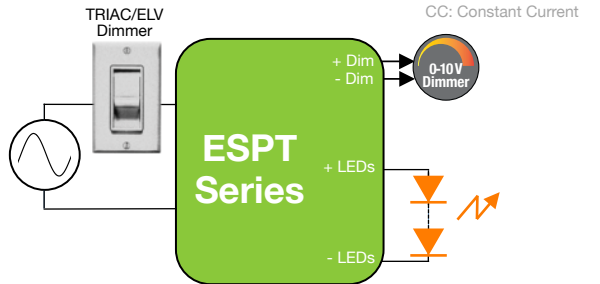 CC: Constant Current
TRIAC/ELV
Dimmer
+ Dim
- Dim
0-10V
Dimmer
ESPT
Series
+ LEDs
- LEDs